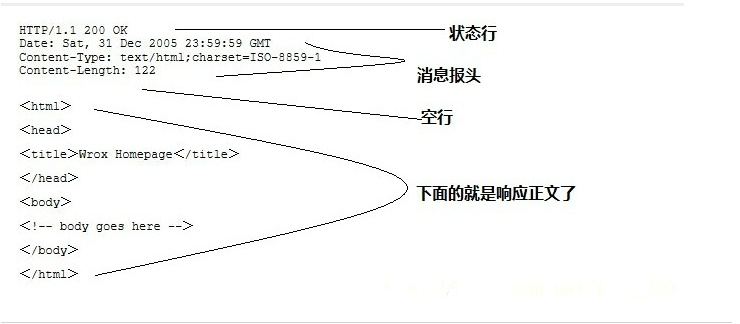 HTTP/1.1 200 OK
状态行
Date: Sat, 31 Dec 2005 23:59:59 GMT
Content-Type: text/html;charset=ISO-8859-1
Content-Length: 122
消息报头
空行
<html>
<head>
<title>Wrox Homepage</title>
</head>
<body>
下面的就是响应正文了
<!-- body goes here -->
</body>
</html>